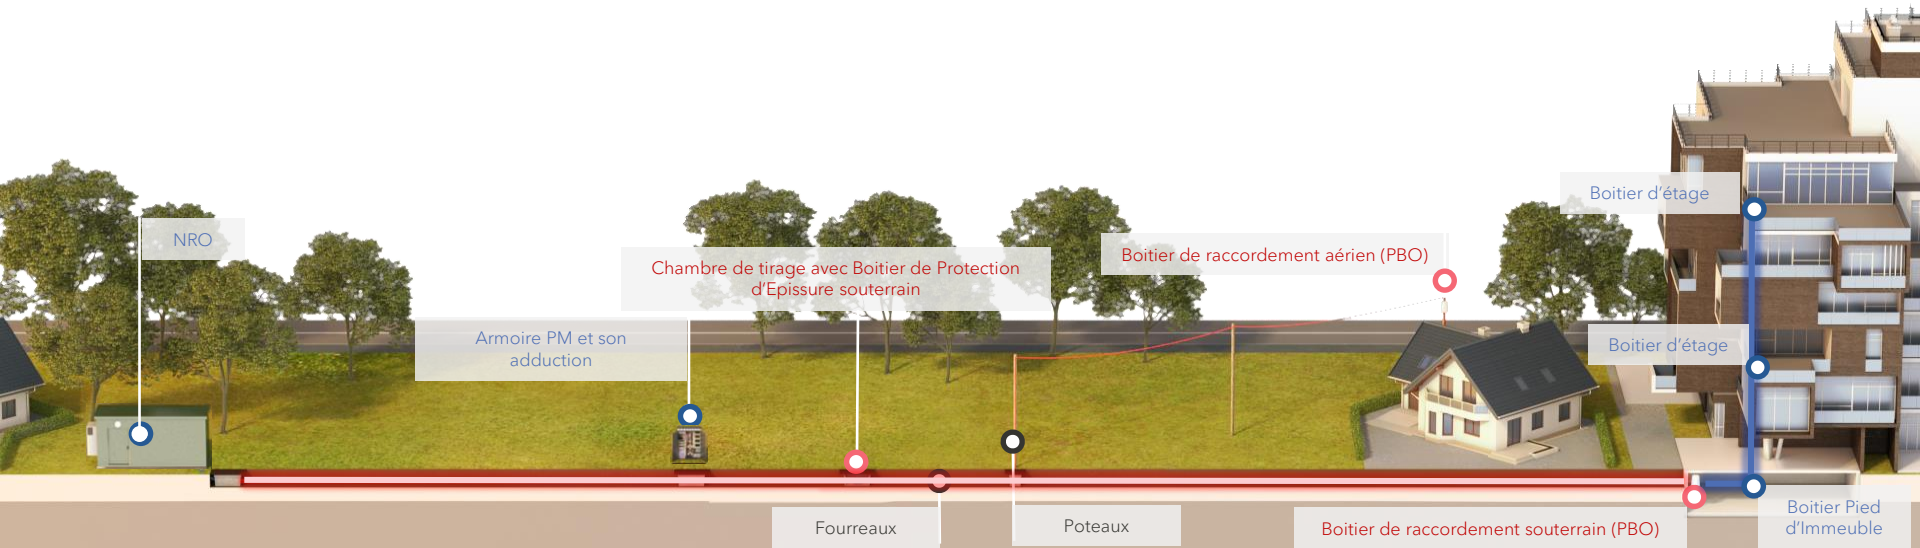 NRO
Armoire PM et son
adduction
Chambre de tirage avec Boitier de Protection
d’Epissure souterrain
Boitier de raccordement aérien (PBO)
Boitier d’étage
Boitier d’étage
Fourreaux
Poteaux
Boitier de raccordement souterrain (PBO)
Boitier Pied
d’Immeuble